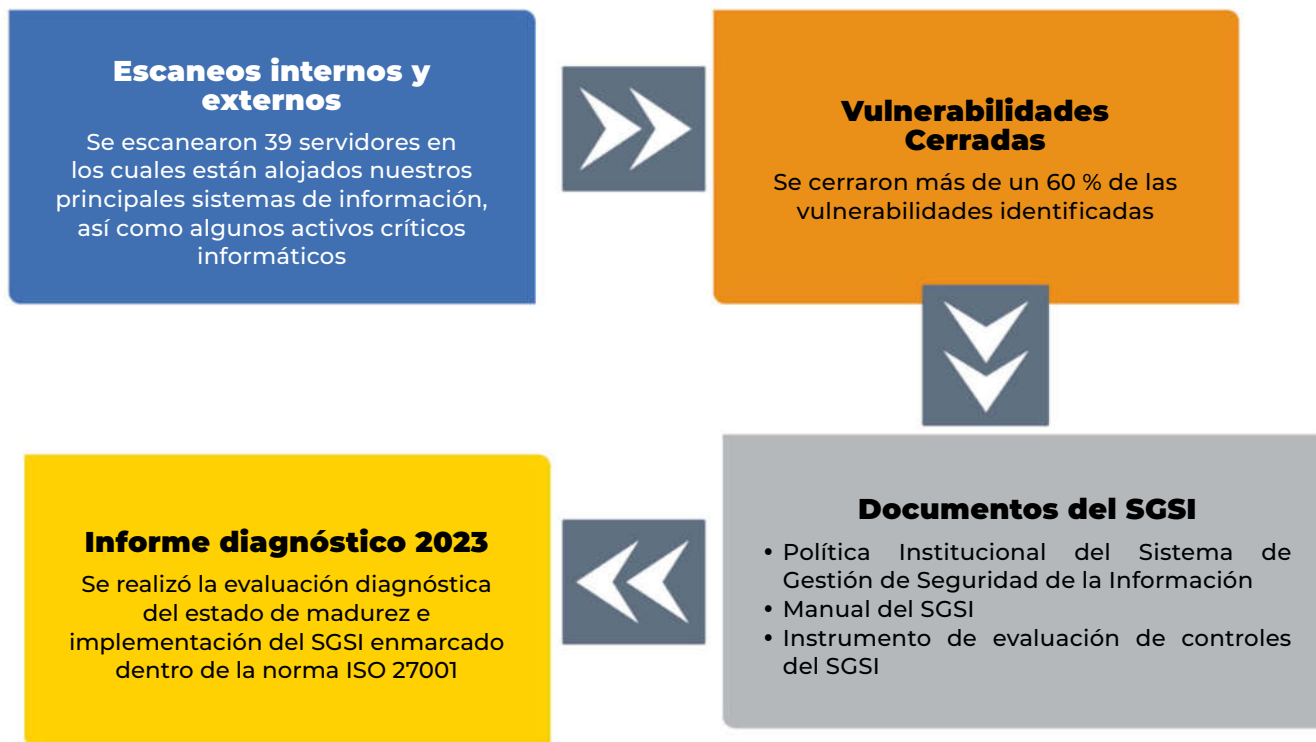 Escaneos internos y
externos
Se escanearon 39 servidores en
los cuales están alojados nuestros
principales sistemas de información,
así como algunos activos críticos
informáticos
Vulnerabilidades
Cerradas
Se cerraron más de un 60 % de las
vulnerabilidades identificadas
Documentos del SGSI
• Política Institucional del Sistema de
Gestión de Seguridad de la Información
• Manual del SGSI
• Instrumento de evaluación de controles
del SGSI
Informe diagnóstico 2023
Se realizó la evaluación diagnóstica
del estado de madurez e
implementación del SGSI enmarcado
dentro de la norma ISO 27001